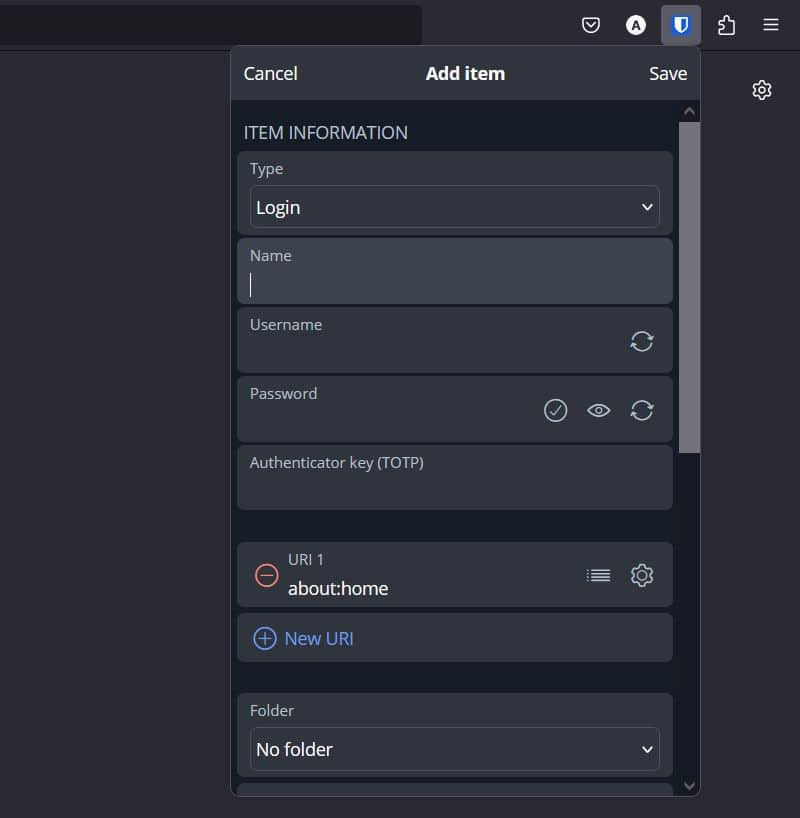 A
Cancel
Add item
Save
ITEM INFORMATION
Type
Login
Name
Username
Password
Authenticator key (TOTP)
URI 1
about:home
New URI
Folder
No folder